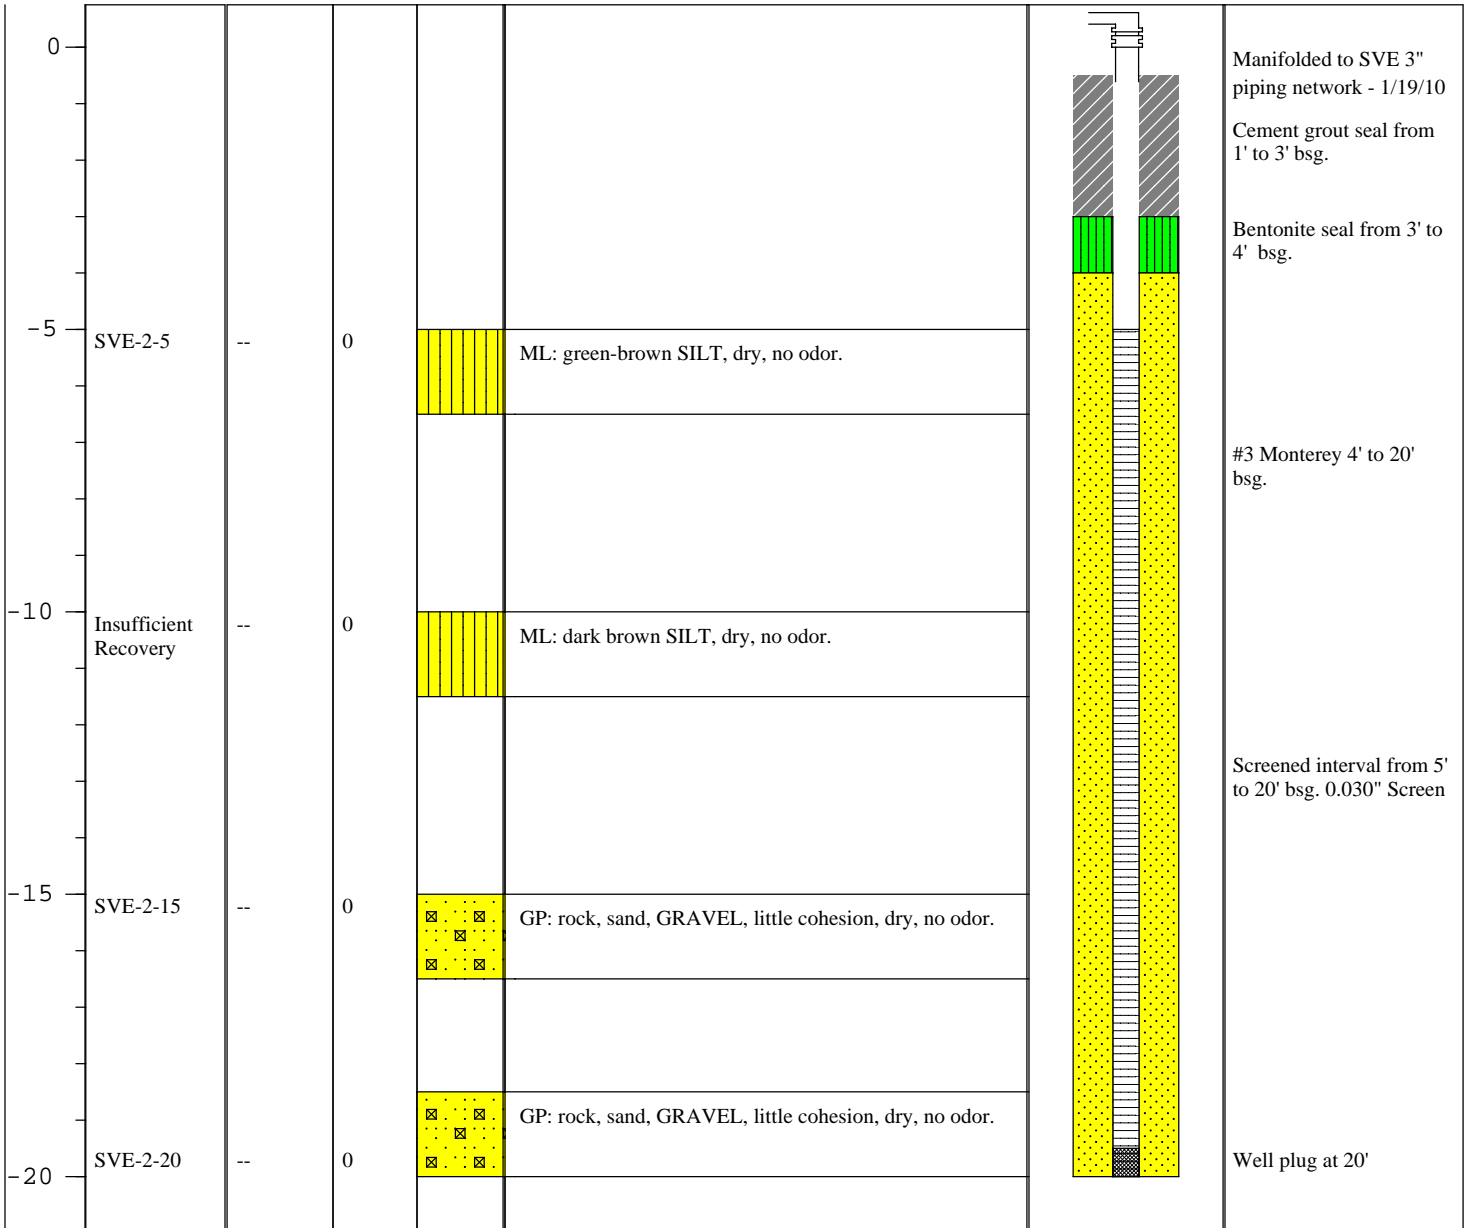 0
Manifolded to SVE 3"
piping network - 1/19/10
Cement grout seal from
1' to 3' bsg.
Bentonite seal from 3' to
4' bsg.
-5
SVE-2-5
--
0
ML: green-brown SILT, dry, no odor.
#3 Monterey 4' to 20'
bsg.
-10
Insufficient
Recovery
--
0
ML: dark brown SILT, dry, no odor.
Screened interval from 5'
to 20' bsg. 0.030" Screen
-15
SVE-2-15
--
0
GP: rock, sand, GRAVEL, little cohesion, dry, no odor.
GP: rock, sand, GRAVEL, little cohesion, dry, no odor.
-20
SVE-2-20
--
0
Well plug at 20'